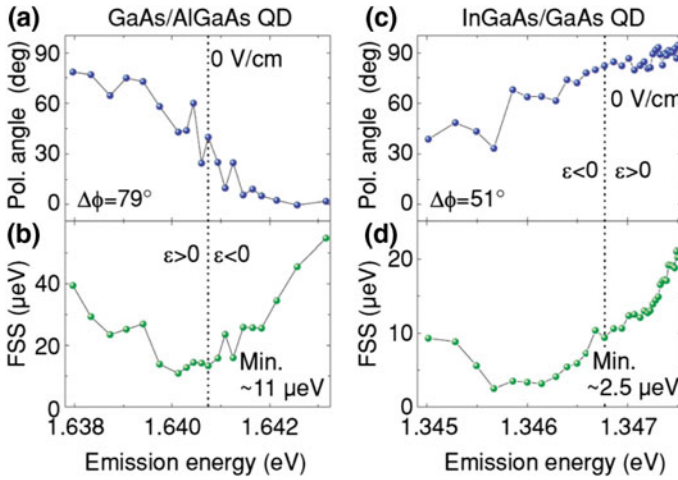 (a) GaAs/AlGaAs QD
Pol. angle (deg)
90
60
30
0
0 V/cm
Δϕ=79°
(b)
FSS (µeV)
40
20
0
ε>0 ε<0
Min.
~11 µeV
1.638 1.640 1.642
Emission energy (eV)
(c) InGaAs/GaAs QD
Pol. angle (deg)
90
60
30
0
0 V/cm
ε<0 ε>0
Δϕ=51°
(d)
FSS (µeV)
20
10
0
Min.
~2.5 µeV
1.345 1.346 1.347
Emission energy (eV)